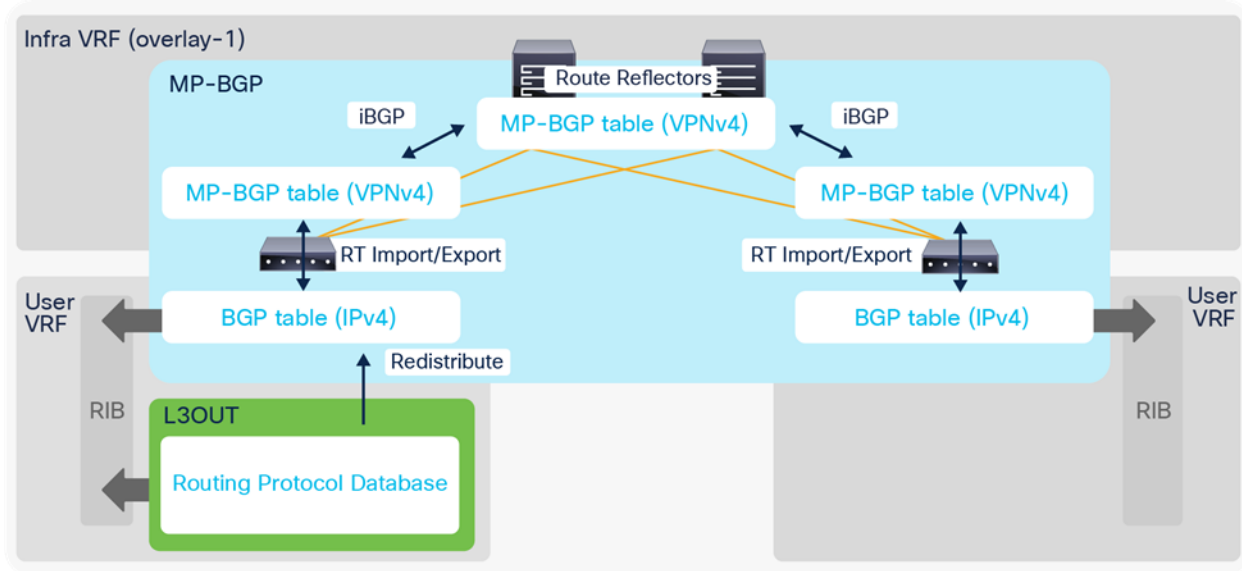 Infra VRF (overlay-1)
MP-BGP
Route Reflectors
iBGP
MP-BGP table (VPNv4)
iBGP
MP-BGP table (VPNv4)
MP-BGP table (VPNv4)
RT Import/Export
RT Import/Export
User
VRF
BGP table (IPv4)
BGP table (IPv4)
User
VRF
Redistribute
RIB
L3OUT
RIB
Routing Protocol Database